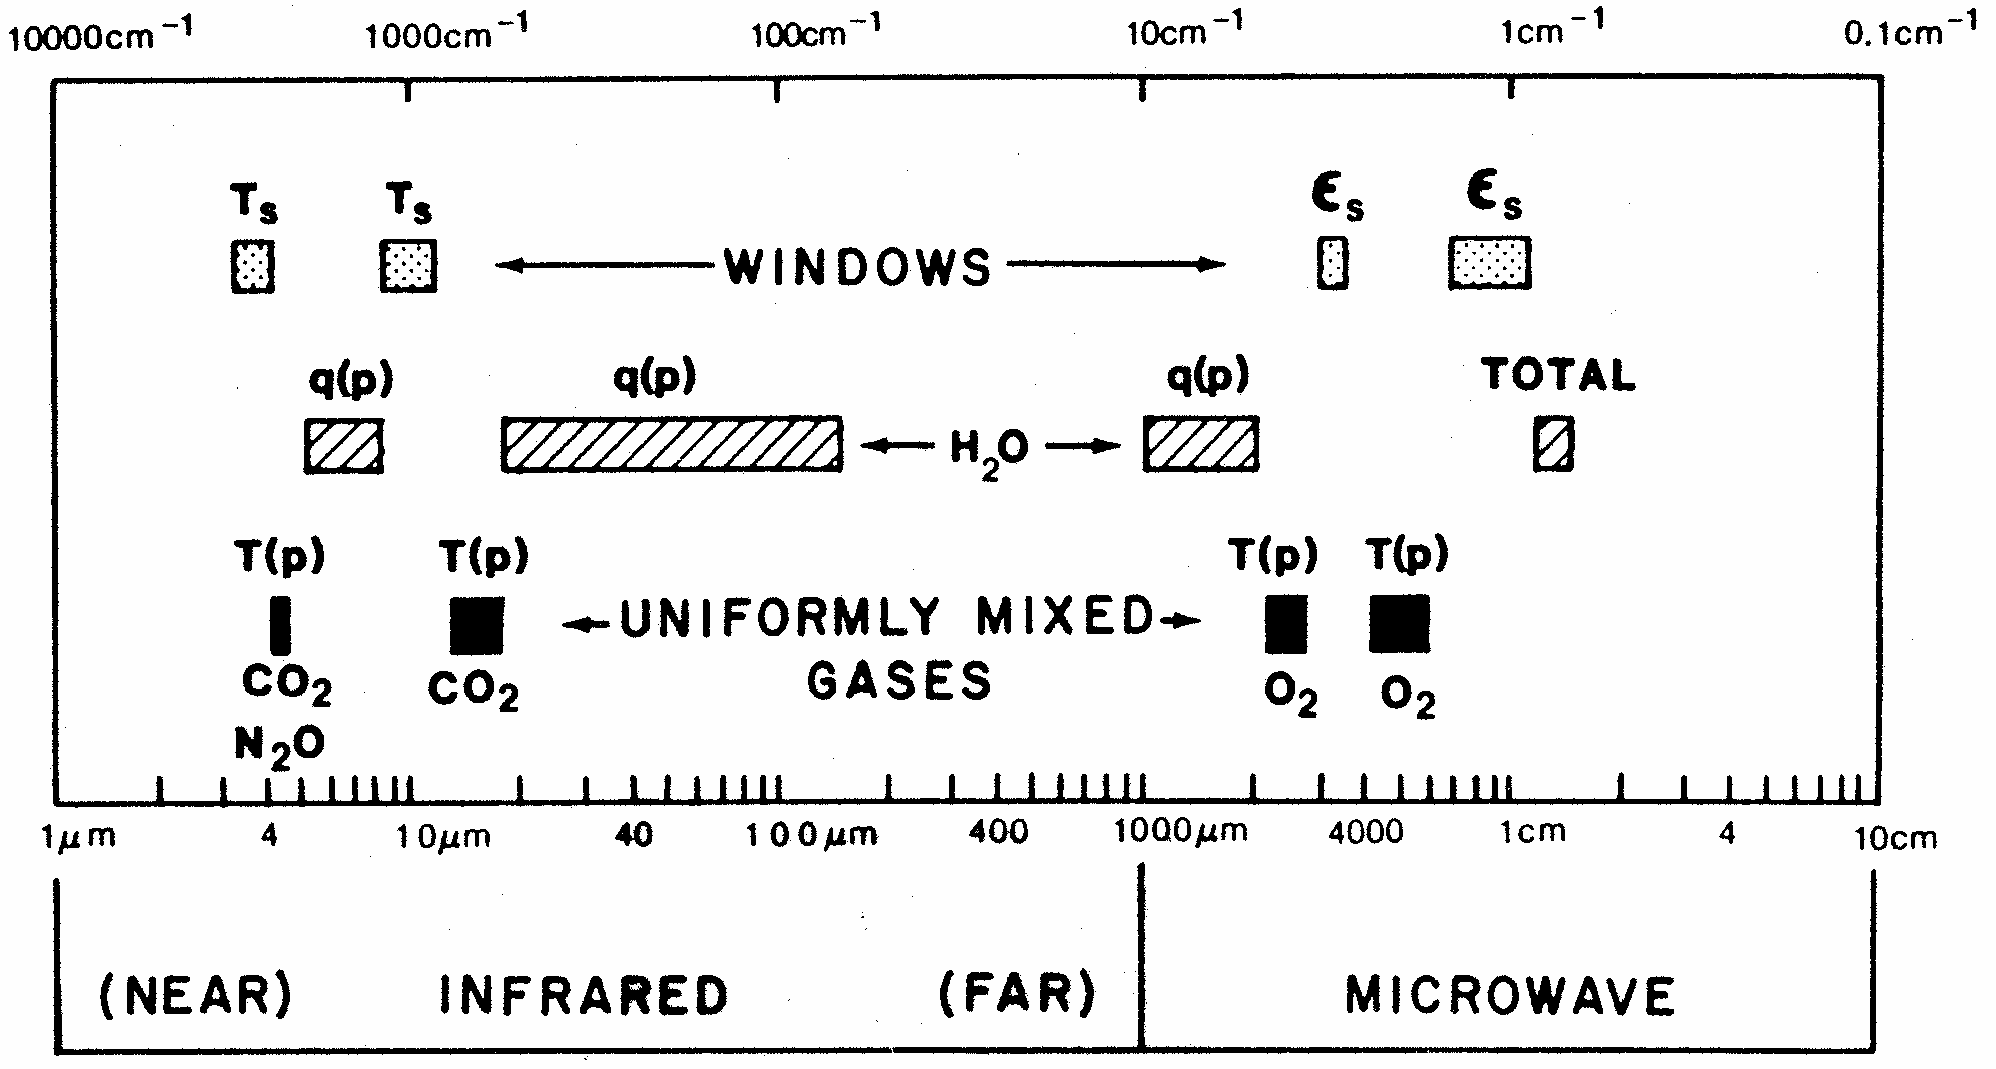 10000cm⁻¹ 1000cm⁻¹ 100cm⁻¹ 10cm⁻¹ 1cm⁻¹ 0.1cm⁻¹
Tₛ Tₛ ϵₛ ϵₛ
WINDOWS
q(p) q(p) q(p) TOTAL
H₂O
T(p) T(p) T(p) T(p)
UNIFORMLY MIXED
GASES
CO₂ CO₂ O₂ O₂
N₂O
1μm 4 10μm 40 100μm 400 1000μm 4000 1cm 4 10cm
(NEAR) INFRARED (FAR) MICROWAVE